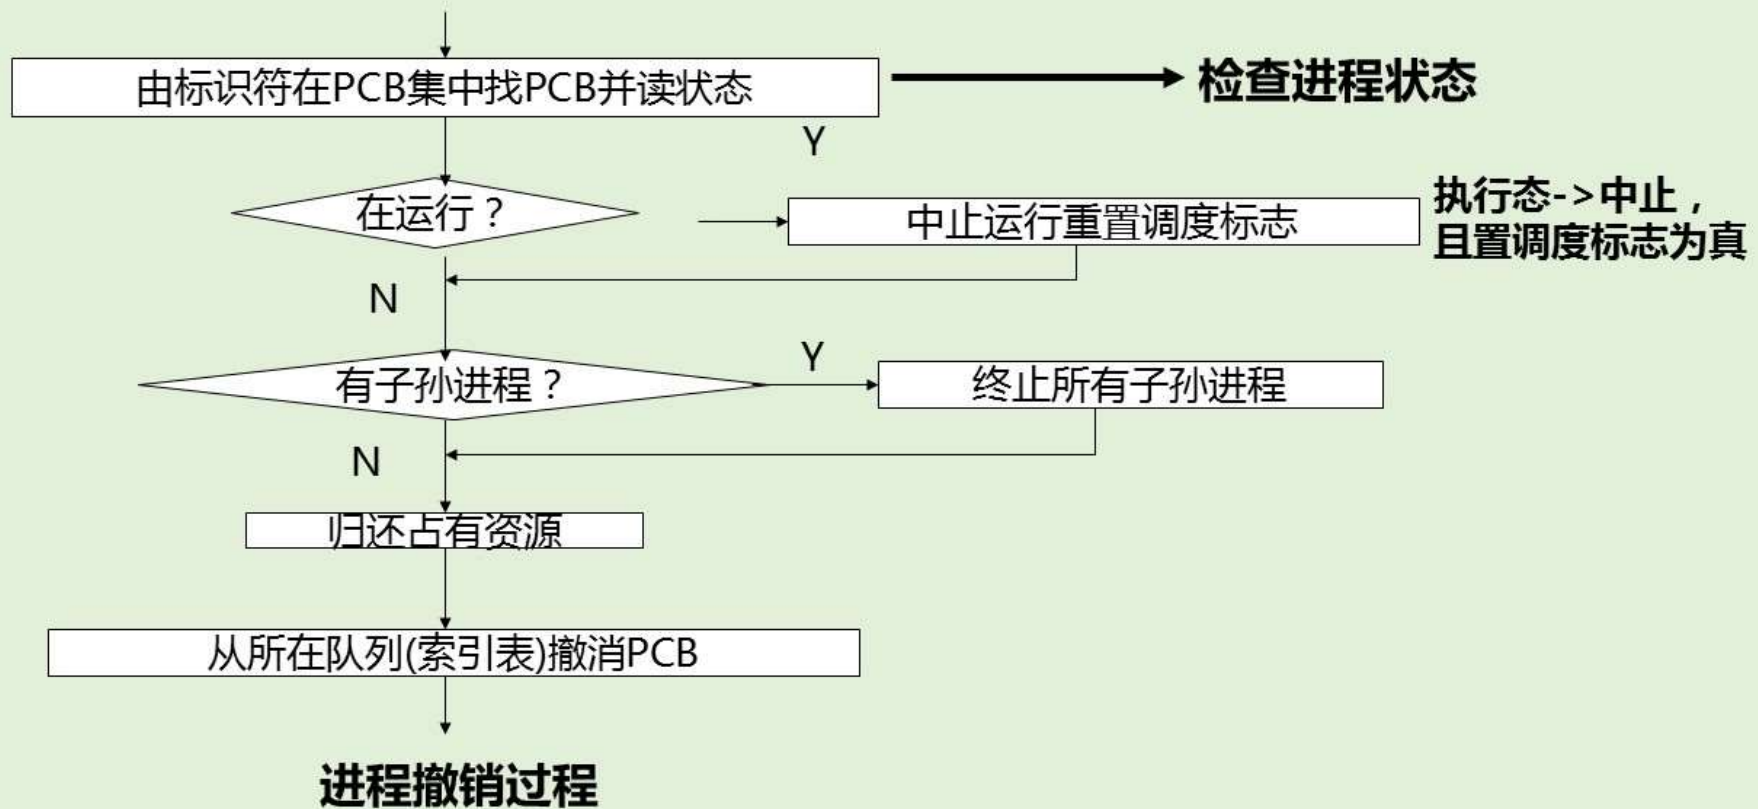 由标识符在PCB集中找PCB并读状态
检查进程状态
Y
在运行？
中止运行重置调度标志
执行态->中止，
且置调度标志为真
N
有子孙进程？
Y
终止所有子孙进程
N
归还占有资源
从所在队列(索引表)撤消PCB
进程撤销过程